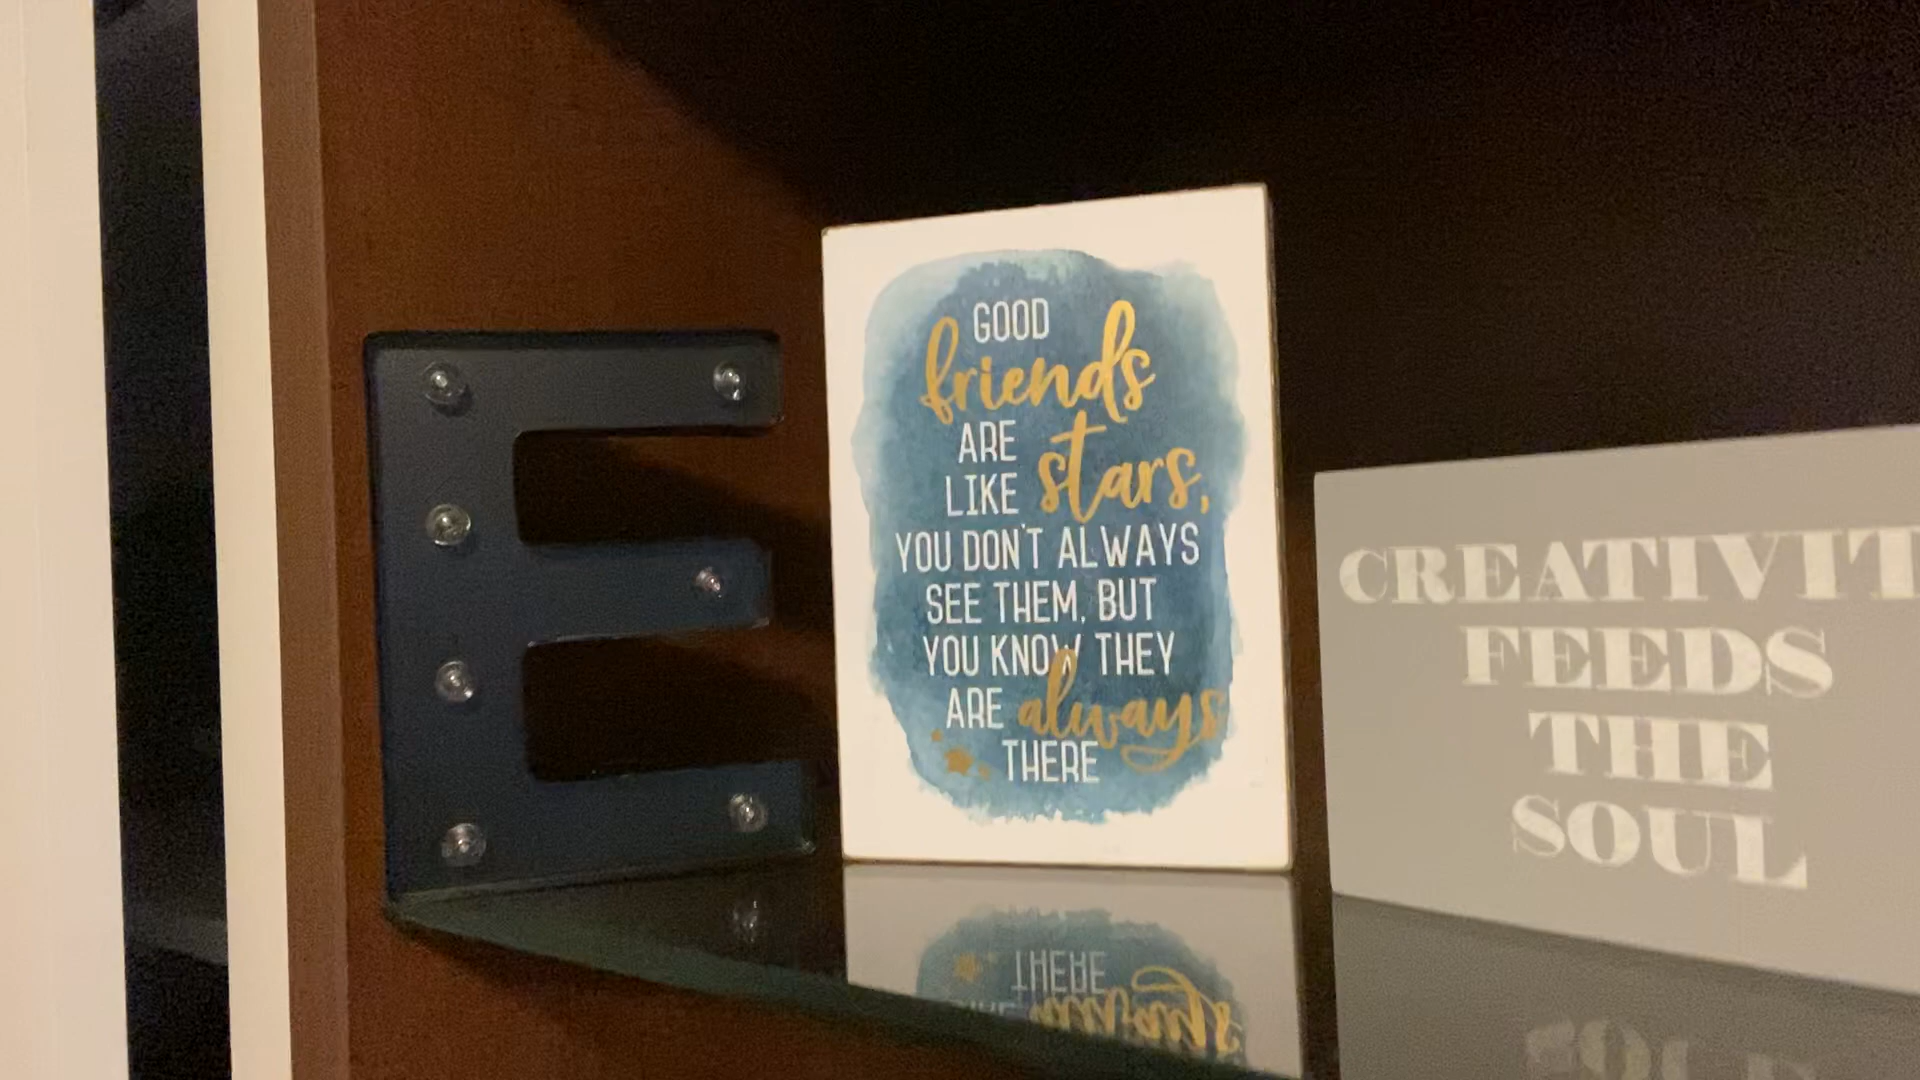 E
GOOD
friends
ARE
LIKE stars,
YOU DON'T ALWAYS
SEE THEM, BUT
YOU KNOW THEY
ARE always
THERE
CREATIVIT
FEEDS
THE
SOUL